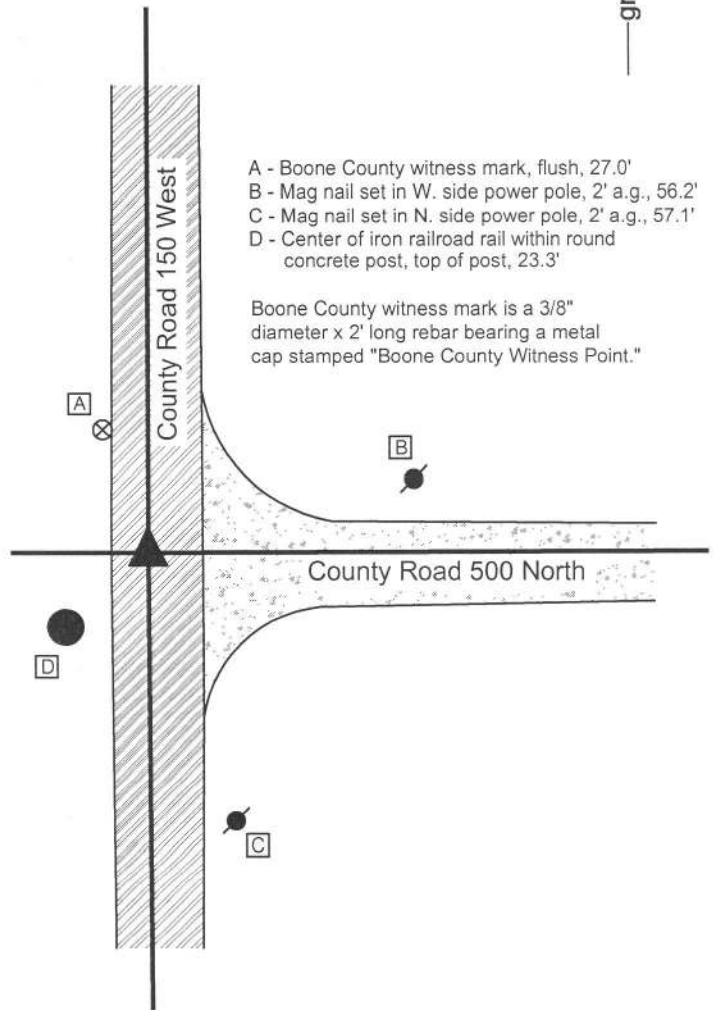 gr
A - Boone County witness mark, flush, 27.0'
B - Mag nail set in W. side power pole, 2' a.g., 56.2'
C - Mag nail set in N. side power pole, 2' a.g., 57.1'
D - Center of iron railroad rail within round
concrete post, top of post, 23.3'
Boone County witness mark is a 3/8"
diameter x 2' long rebar bearing a metal
cap stamped "Boone County Witness Point."
County Road 150 West
A
B
County Road 500 North
D
C